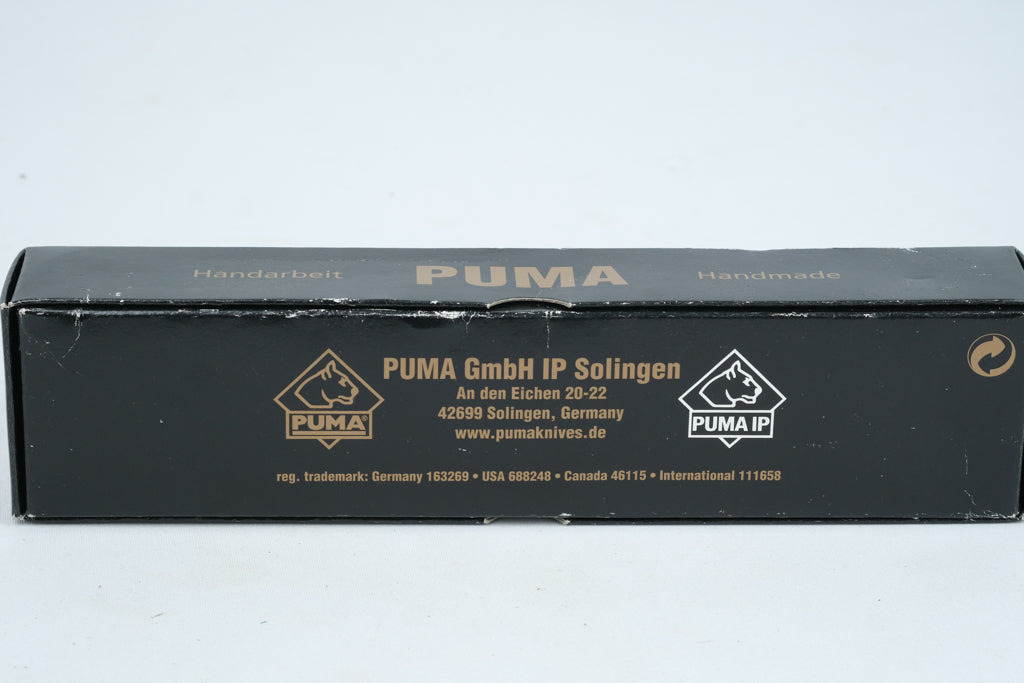 Handarbeit PUMA Handmade
PUMA GmbH IP Solingen
An den Eichen 20-22
42699 Solingen, Germany
www.pumaknives.de
PUMA®
PUMA IP
reg. trademark: Germany 163269 • USA 688248 • Canada 46115 • International 111658